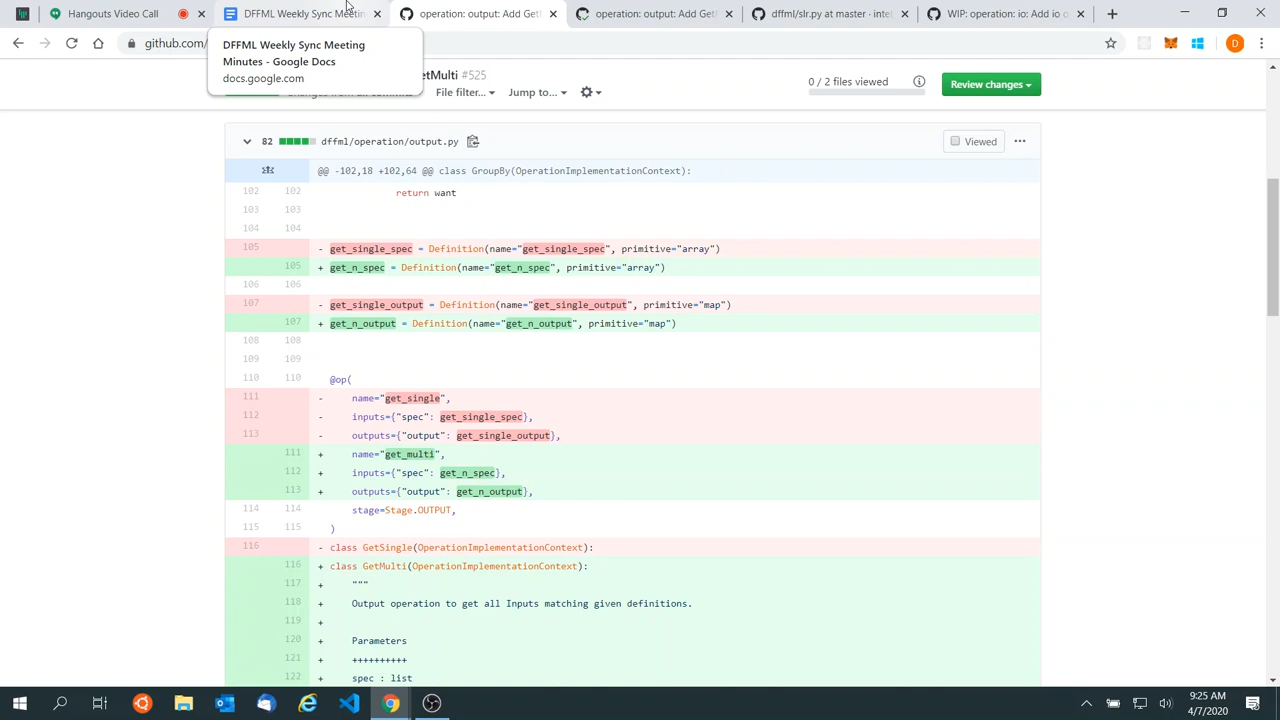 Hangouts Video Call
DFFML Weekly Sync Meetin
operation: output: Add GetI
operation: output: Add GetI
dffml/slr.py at master · intel
WIP: operation: io: Add io o
github.com/
DFFML Weekly Sync Meeting
Minutes - Google Docs
docs.google.com
etMulti #525
Changes from all commits
File filter...
Jump to...
0 / 2 files viewed
Review changes
82 dffml/operation/output.py
Viewed
@@ -102,18 +102,64 @@ class GroupBy(OperationImplementationContext):
102 102 return want
103 103
104 104
105 - get_single_spec = Definition(name="get_single_spec", primitive="array")
105 + get_n_spec = Definition(name="get_n_spec", primitive="array")
106 106
107 - get_single_output = Definition(name="get_single_output", primitive="map")
107 + get_n_output = Definition(name="get_n_output", primitive="map")
108 108
109 109
110 110 @op(
111 - name="get_single",
112 - inputs={"spec": get_single_spec},
113 - outputs={"output": get_single_output},
111 + name="get_multi",
112 + inputs={"spec": get_n_spec},
113 + outputs={"output": get_n_output},
114 114 stage=Stage.OUTPUT,
115 115 )
116 - class GetSingle(OperationImplementationContext):
116 + class GetMulti(OperationImplementationContext):
117 + """
118 + Output operation to get all Inputs matching given definitions.
119 +
120 + Parameters
121 + ++++++++++
122 + spec : list
D
9:25 AM
4/7/2020